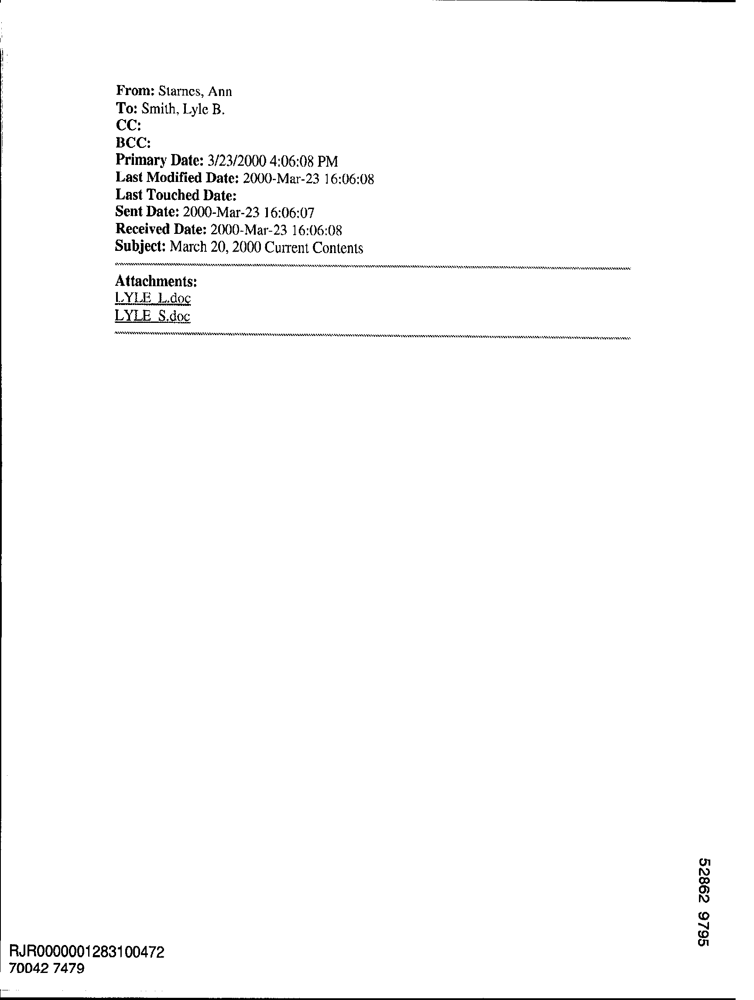 From: Starnes, Ann
To: Smith, Lyle B.
CC:
BCC:
Primary Date: 3/23/2000 4:06:08 PM
Last Modified Date: 2000-Mar-23 16:06:08
Last Touched Date:
Sent Date: 2000-Mar-23 16:06:07
Received Date: 2000-Mar-23 16:06:08
Subject: March 20, 2000 Current Contents
Attachments:
LYLE_L.doc
LYLE_S.doc
52862 9795
RJR0000001283100472
70042 7479